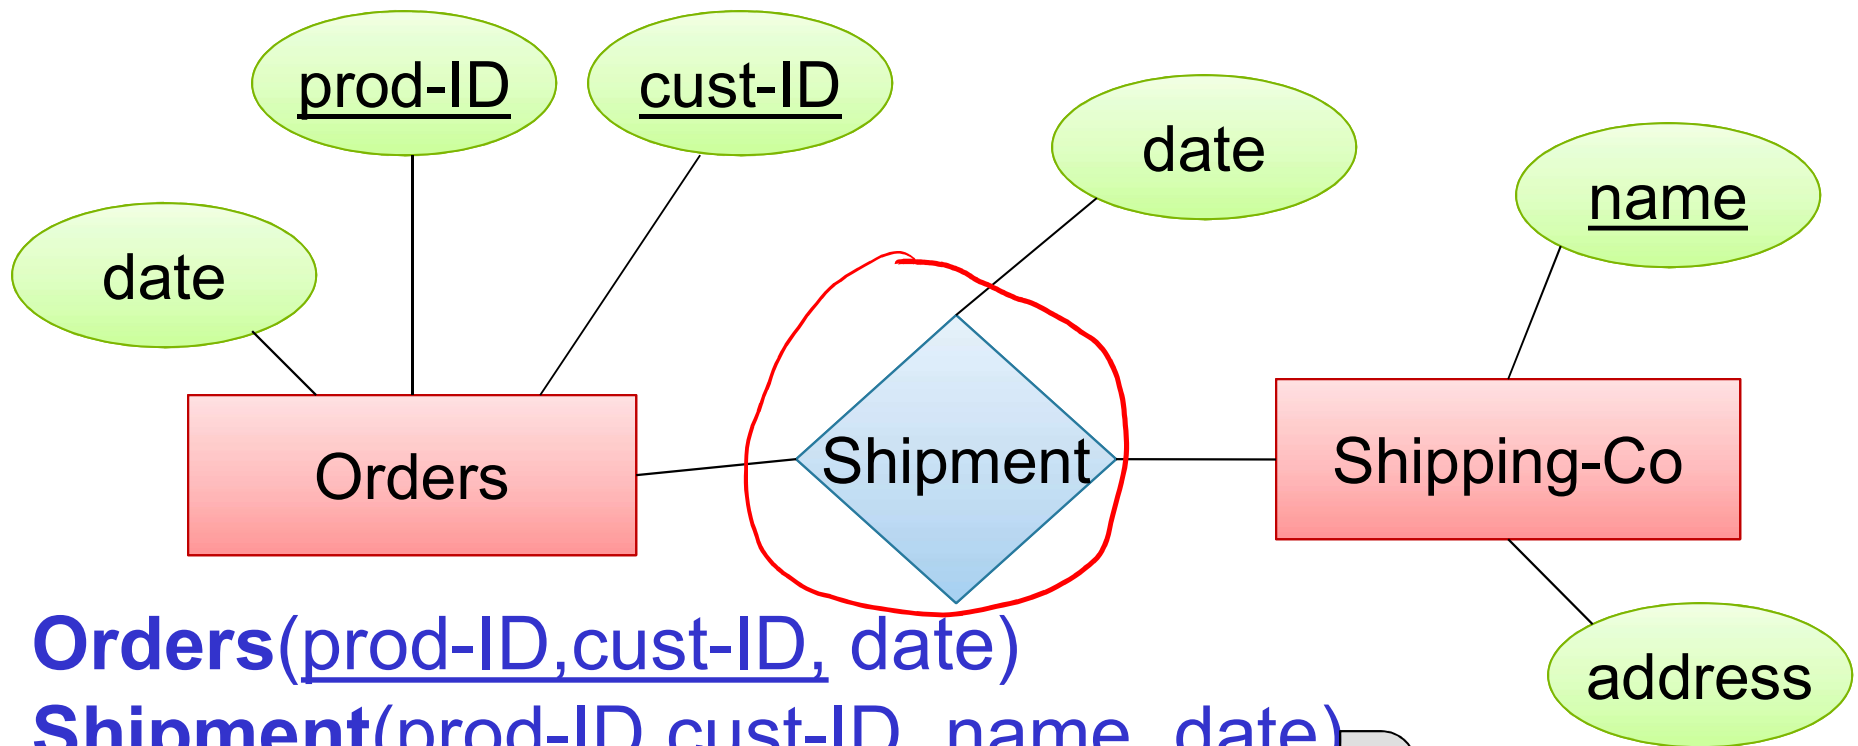 prod-ID
cust-ID
date
name
date
Orders
Shipment
Shipping-Co
Orders(prod-ID,cust-ID, date)
address
Shipment(prod-ID,cust-ID, name, date)